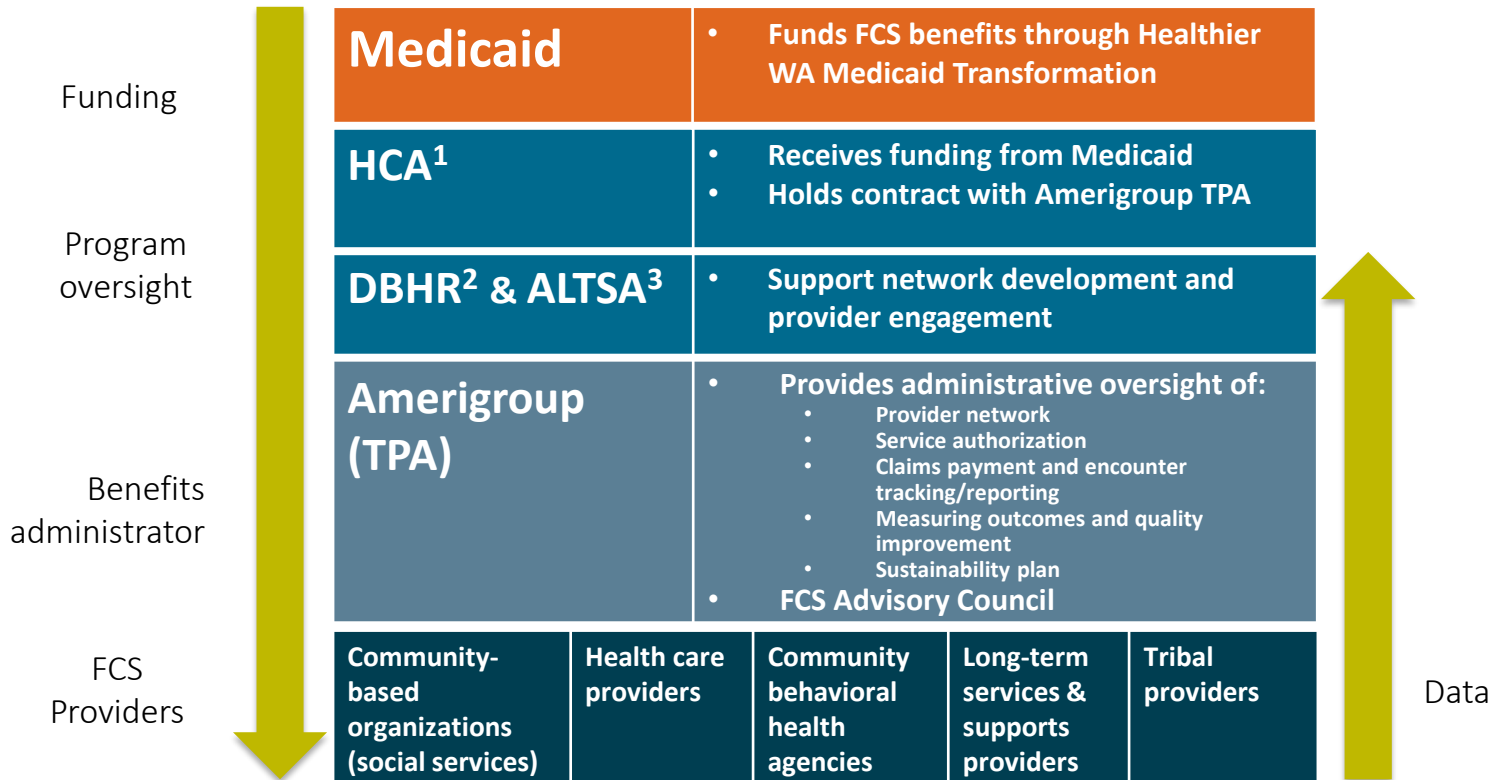 Funding
Medicaid
• Funds FCS benefits through Healthier
WA Medicaid Transformation
Program
oversight
HCA¹
• Receives funding from Medicaid
• Holds contract with Amerigroup TPA
DBHR² & ALTSA³
• Support network development and
provider engagement
Benefits
administrator
Amerigroup
(TPA)
• Provides administrative oversight of:
• Provider network
• Service authorization
• Claims payment and encounter
tracking/reporting
• Measuring outcomes and quality
improvement
• Sustainability plan
• FCS Advisory Council
FCS
Providers
Community-
based
organizations
(social services)
Health care
providers
Community
behavioral
health
agencies
Long-term
services &
supports
providers
Tribal
providers
Data